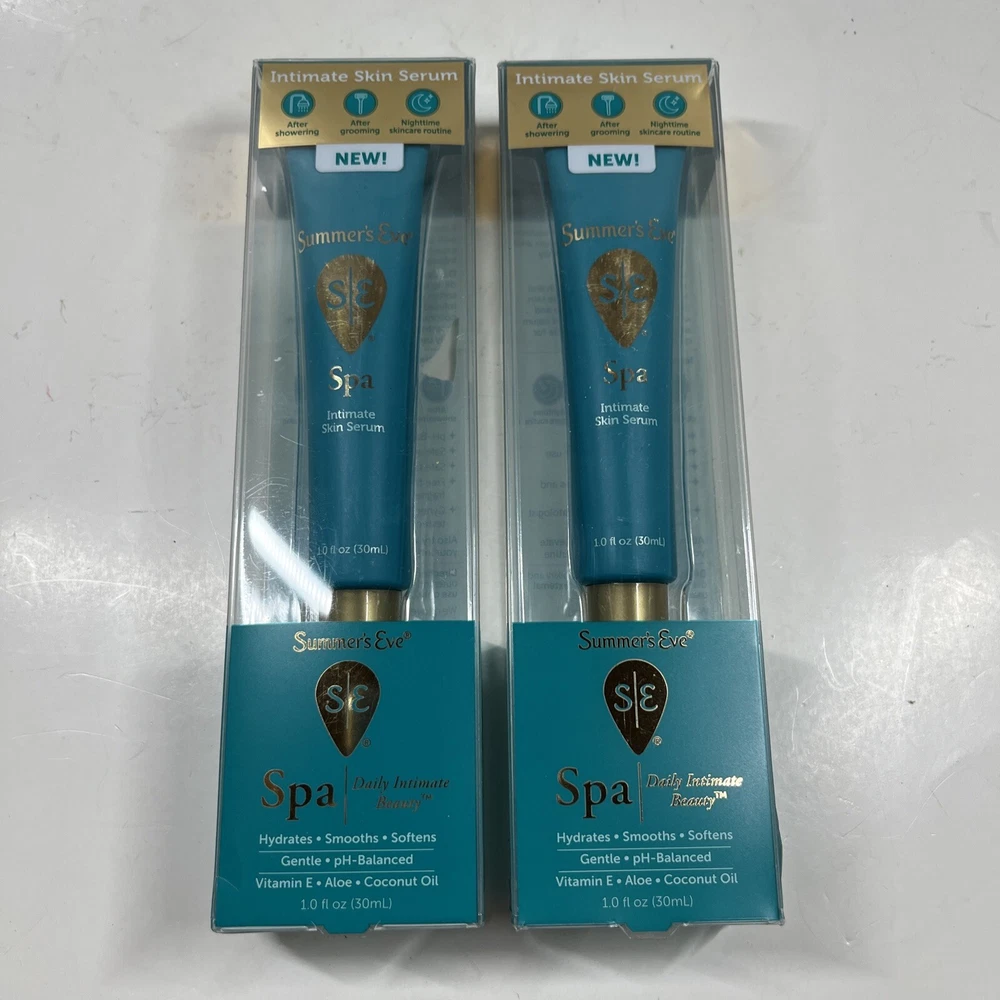 Intimate Skin Serum
After showering
After grooming
Nighttime skincare routine
NEW!
Summer's Eve®
S|E
Spa
Intimate
Skin Serum
1.0 fl oz (30mL)
Summer's Eve®
S|E
®
Spa
Daily Intimate
Beauty™
Hydrates • Smooths • Softens
Gentle • pH-Balanced
Vitamin E • Aloe • Coconut Oil
1.0 fl oz (30mL)
Intimate Skin Serum
After showering
After grooming
Nighttime skincare routine
NEW!
Summer's Eve®
S|E
Spa
Intimate
Skin Serum
1.0 fl oz (30mL)
Summer's Eve®
S|E
®
Spa
Daily Intimate
Beauty™
Hydrates • Smooths • Softens
Gentle • pH-Balanced
Vitamin E • Aloe • Coconut Oil
1.0 fl oz (30mL)